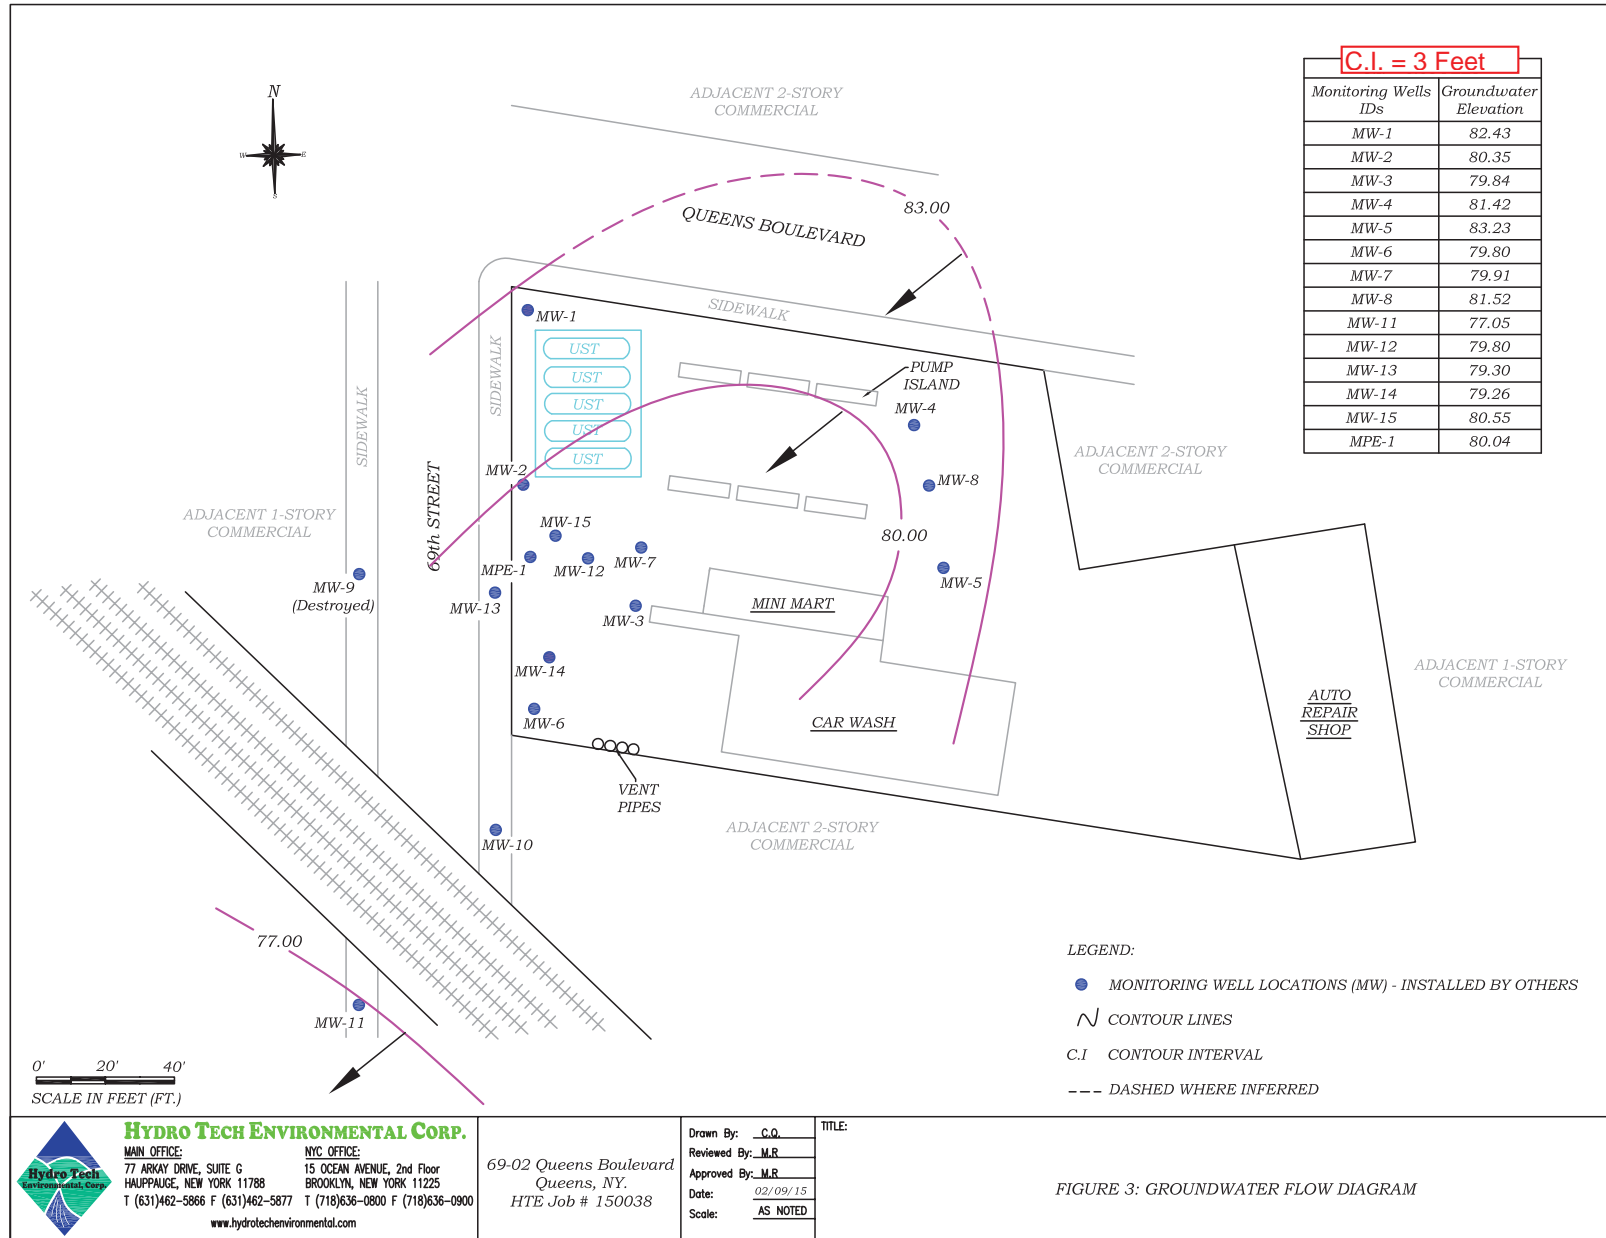 C.I. = 3 Feet
Monitoring Wells IDs Groundwater Elevation
MW-1 82.43
MW-2 80.35
MW-3 79.84
MW-4 81.42
MW-5 83.23
MW-6 79.80
MW-7 79.91
MW-8 81.52
MW-11 77.05
MW-12 79.80
MW-13 79.30
MW-14 79.26
MW-15 80.55
MPE-1 80.04
N
W
E
S
ADJACENT 2-STORY
COMMERCIAL
83.00
QUEENS BOULEVARD
SIDEWALK
MW-1
SIDEWALK
UST
UST
UST
UST
UST
PUMP
ISLAND
MW-4
SIDEWALK
MW-2
MW-8
ADJACENT 2-STORY
COMMERCIAL
69th STREET
ADJACENT 1-STORY
COMMERCIAL
MW-15
80.00
MPE-1
MW-12
MW-7
MW-5
MW-9
(Destroyed)
MW-13
MW-3
MINI MART
MW-14
MW-6
CAR WASH
AUTO
REPAIR
SHOP
ADJACENT 1-STORY
COMMERCIAL
VENT
PIPES
ADJACENT 2-STORY
COMMERCIAL
MW-10
77.00
MW-11
LEGEND:
MONITORING WELL LOCATIONS (MW) - INSTALLED BY OTHERS
CONTOUR LINES
C.I CONTOUR INTERVAL
DASHED WHERE INFERRED
0' 20' 40'
SCALE IN FEET (FT.)
Hydro Tech
Environmental, Corp.
HYDRO TECH ENVIRONMENTAL CORP.
MAIN OFFICE:
77 ARKAY DRIVE, SUITE G
HAUPPAUGE, NEW YORK 11788
T (631)462-5866 F (631)462-5877
NYC OFFICE:
15 OCEAN AVENUE, 2nd Floor
BROOKLYN, NEW YORK 11225
T (718)636-0800 F (718)636-0900
www.hydrotechenvironmental.com
69-02 Queens Boulevard
Queens, NY.
HTE Job # 150038
Drawn By: C.Q.
Reviewed By: M.R
Approved By: M.R
Date: 02/09/15
Scale: AS NOTED
TITLE:
FIGURE 3: GROUNDWATER FLOW DIAGRAM